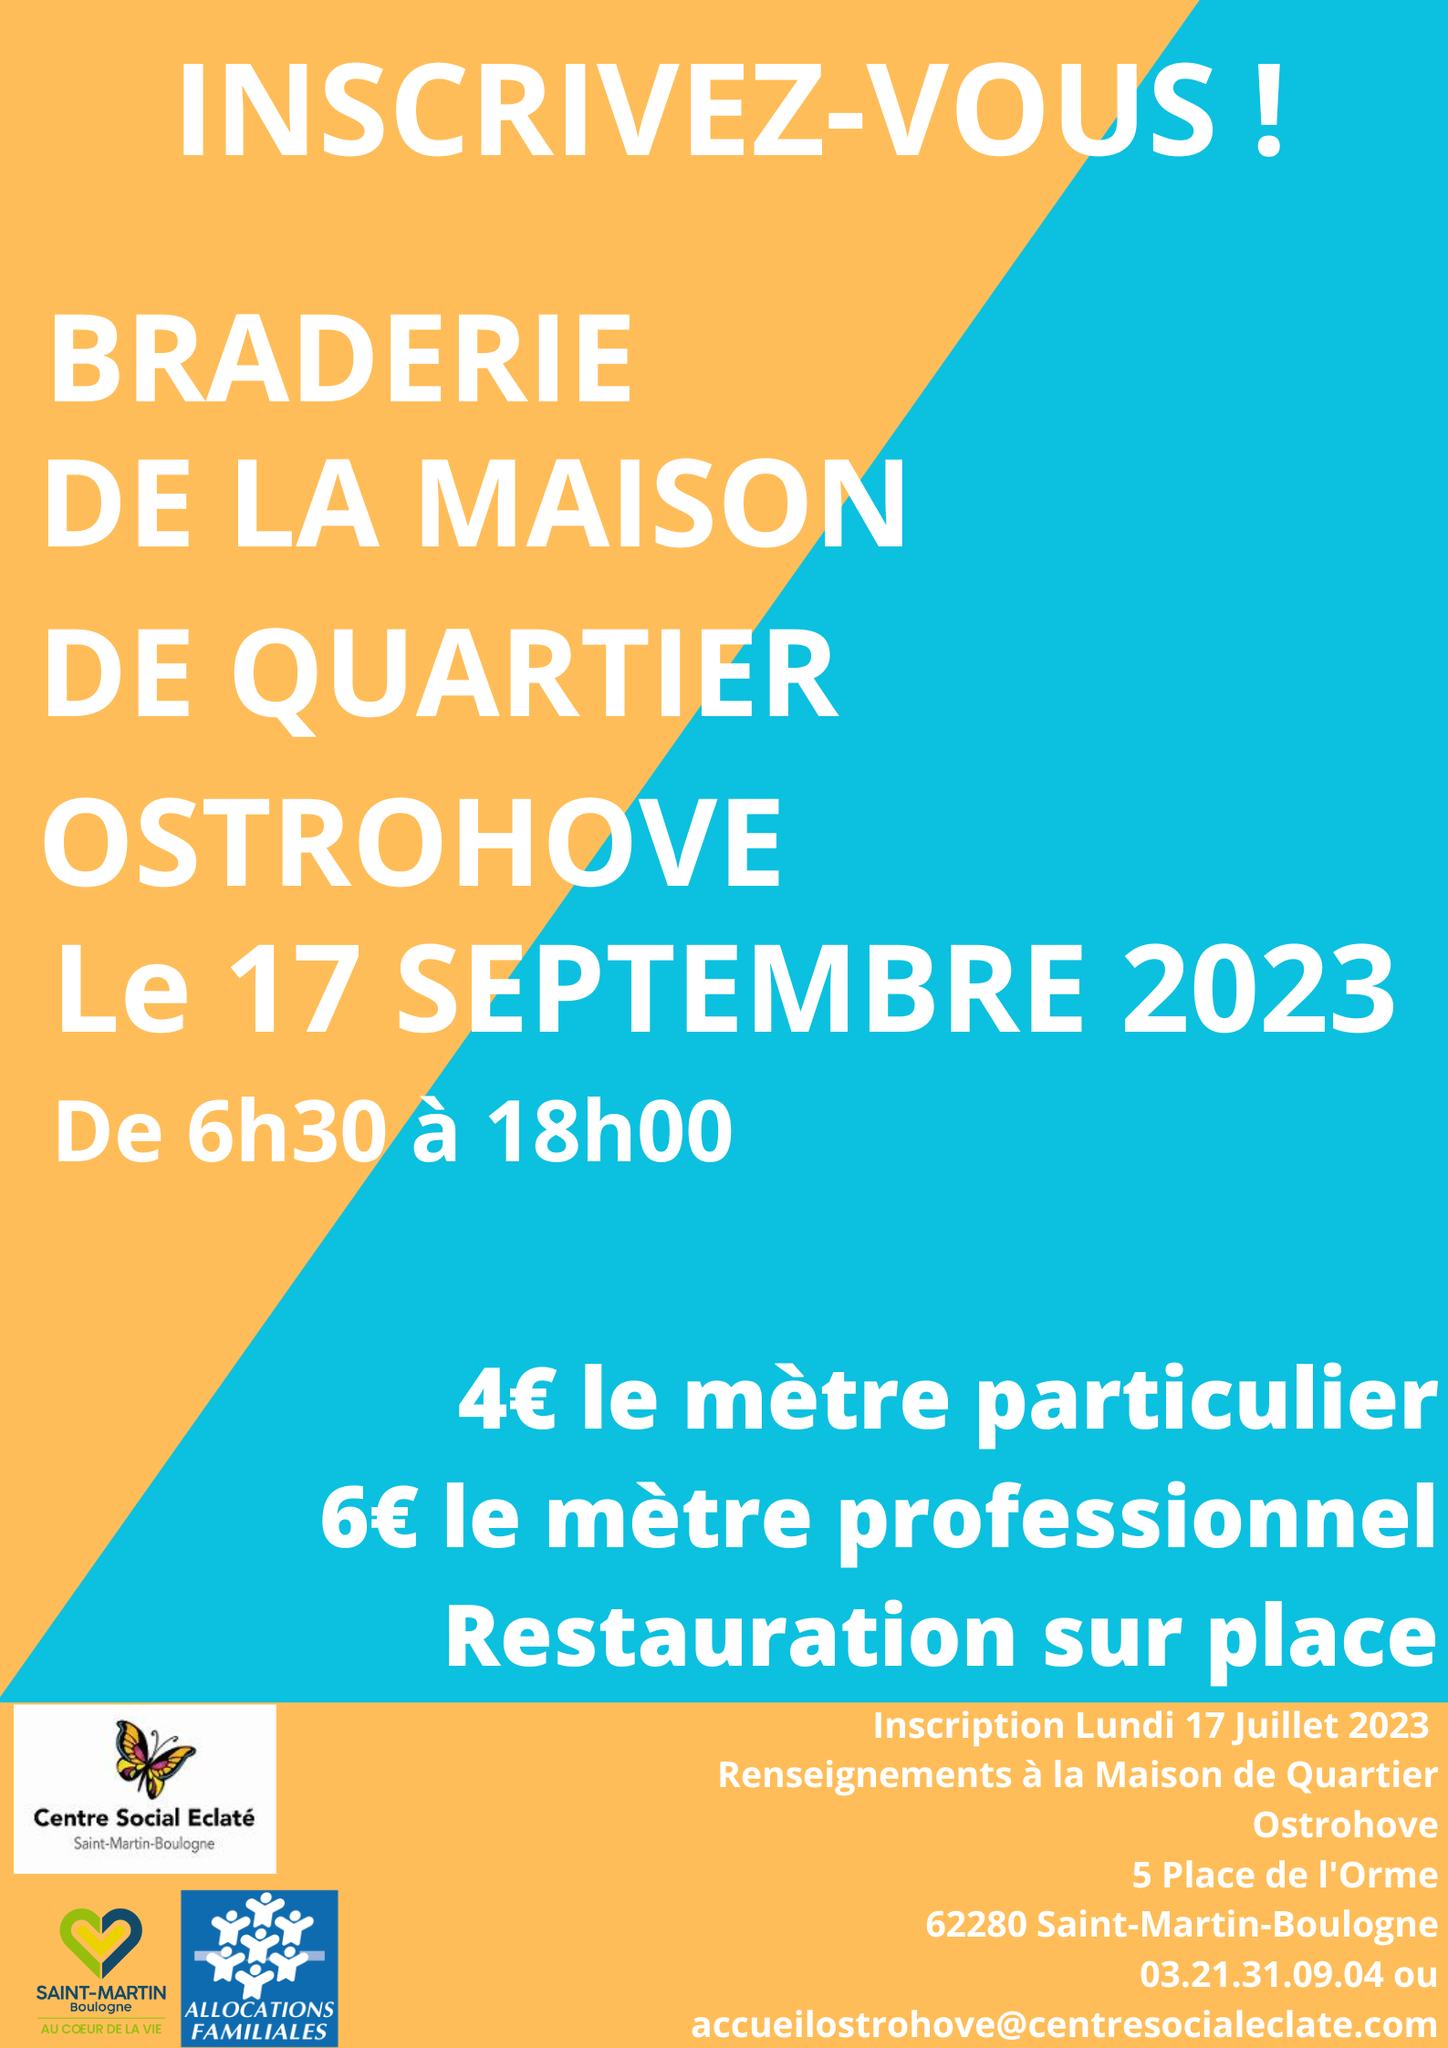 INSCRIVEZ-VOUS !
BRADERIE
DE LA MAISON
DE QUARTIER
OSTROHOVE
Le 17 SEPTEMBRE 2023
De 6h30 à 18h00
4€ le mètre particulier
6€ le mètre professionnel
Restauration sur place
Inscription Lundi 17 Juillet 2023
Renseignements à la Maison de Quartier
Ostrohove
5 Place de l'Orme
62280 Saint-Martin-Boulogne
03.21.31.09.04 ou
accueilostrohove@centresocialeclate.com
Centre Social Eclaté
Saint-Martin-Boulogne
SAINT-MARTIN
Boulogne
AU CŒUR DE LA VIE
ALLOCATIONS
FAMILIALES